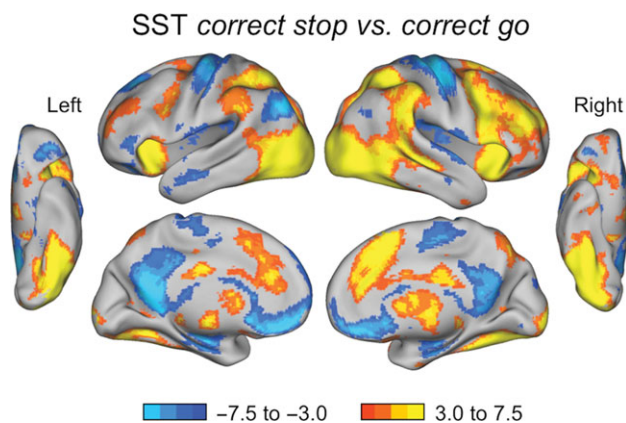 SST correct stop vs. correct go
Left
Right
−7.5 to −3.0
3.0 to 7.5